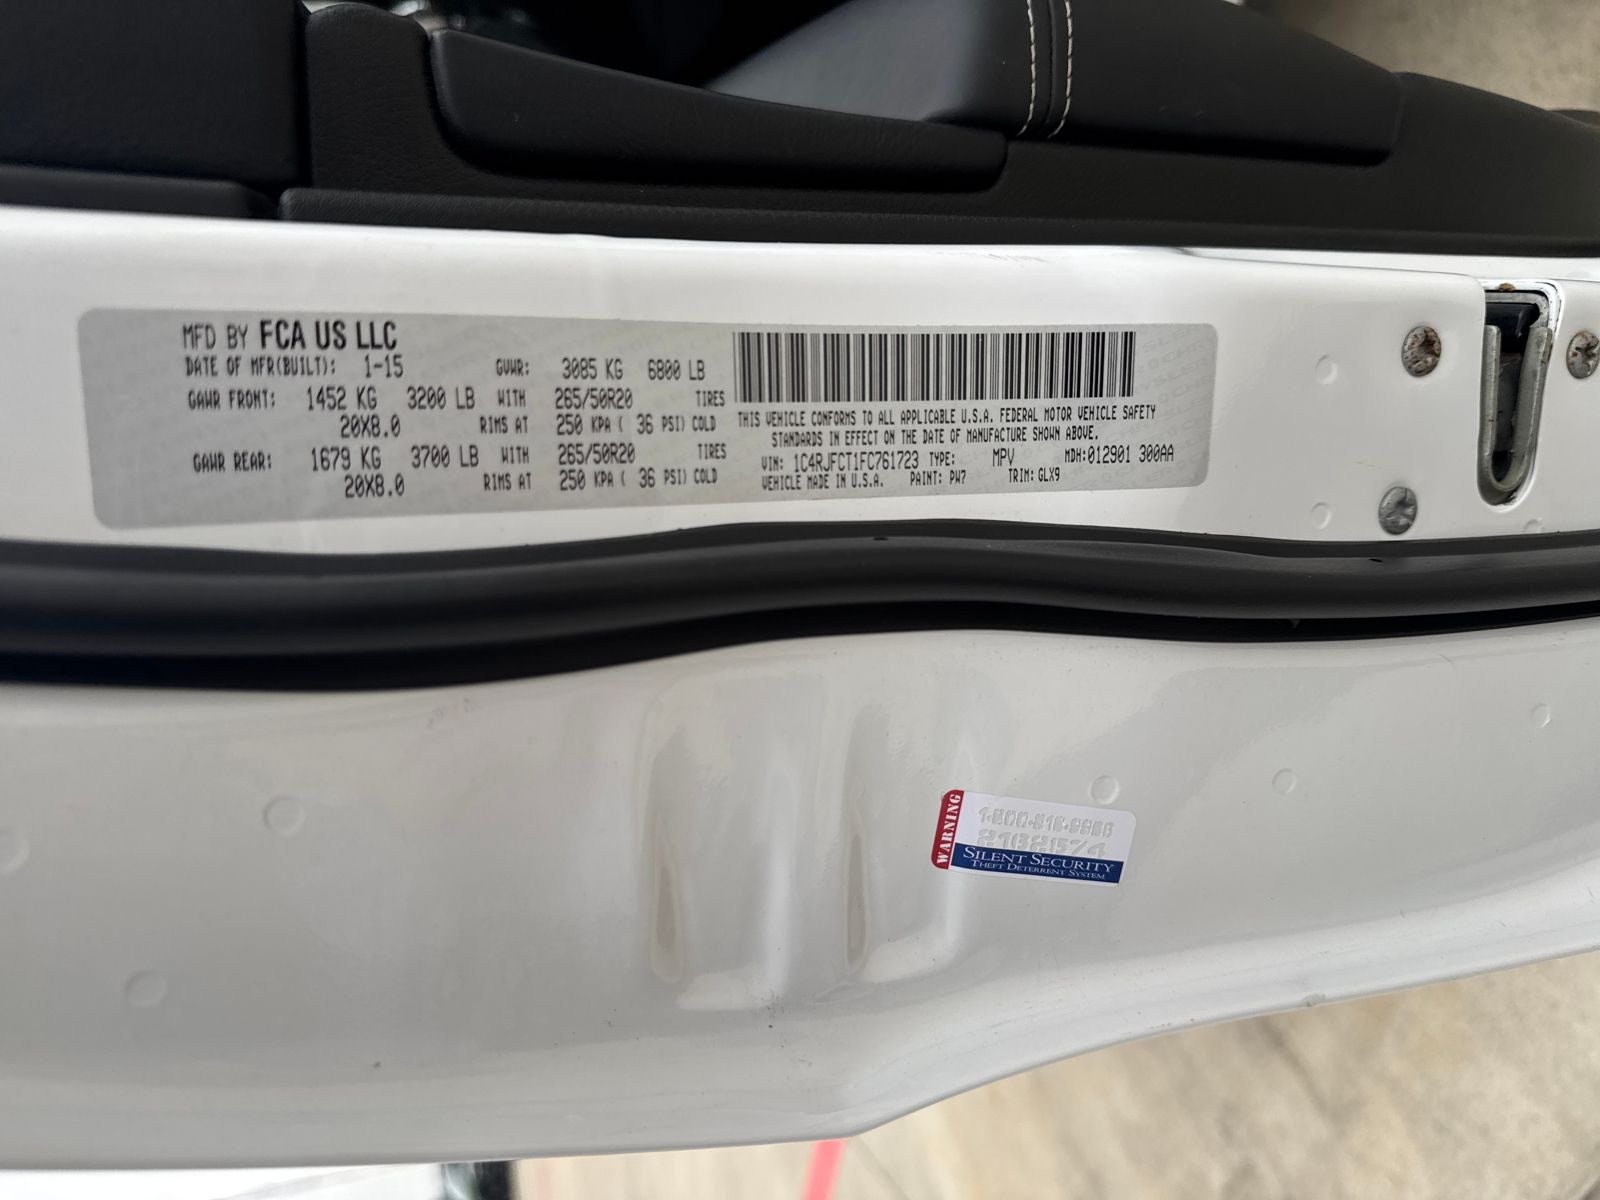 MFD BY FCA US LLC
DATE OF MFR(BUILT): 1-15 GVWR: 3085 KG 6800 LB
GAWR FRONT: 1452 KG 3200 LB WITH 265/50R20 TIRES
20X8.0 RIMS AT 250 KPA ( 36 PSI) COLD
GAWR REAR: 1679 KG 3700 LB WITH 265/50R20 TIRES
20X8.0 RIMS AT 250 KPA ( 36 PSI) COLD
THIS VEHICLE CONFORMS TO ALL APPLICABLE U.S.A. FEDERAL MOTOR VEHICLE SAFETY
STANDARDS IN EFFECT ON THE DATE OF MANUFACTURE SHOWN ABOVE.
VIN: 1C4RJFCT1FC761723 TYPE: MPV MDH:012901 300AA
VEHICLE MADE IN U.S.A. PAINT: PW7 TRIM: GLX9
WARNING
2162574
SILENT SECURITY
THEFT DETERRENT SYSTEM